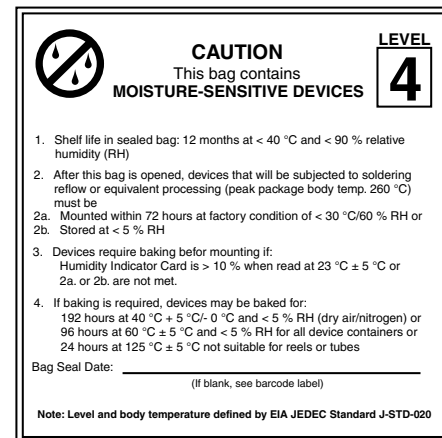 LEVEL
4
CAUTION
This bag contains
MOISTURE-SENSITIVE DEVICES
1. Shelf life in sealed bag: 12 months at < 40 °C and < 90 % relative
humidity (RH)
2. After this bag is opened, devices that will be subjected to soldering
reflow or equivalent processing (peak package body temp. 260 °C)
must be
2a. Mounted within 72 hours at factory condition of < 30 °C/60 % RH or
2b. Stored at < 5 % RH
3. Devices require baking befor mounting if:
Humidity Indicator Card is > 10 % when read at 23 °C ± 5 °C or
2a. or 2b. are not met.
4. If baking is required, devices may be baked for:
192 hours at 40 °C + 5 °C/- 0 °C and < 5 % RH (dry air/nitrogen) or
96 hours at 60 °C ± 5 °C and < 5 % RH for all device containers or
24 hours at 125 °C ± 5 °C not suitable for reels or tubes
Bag Seal Date:
(If blank, see barcode label)
Note: Level and body temperature defined by EIA JEDEC Standard J-STD-020